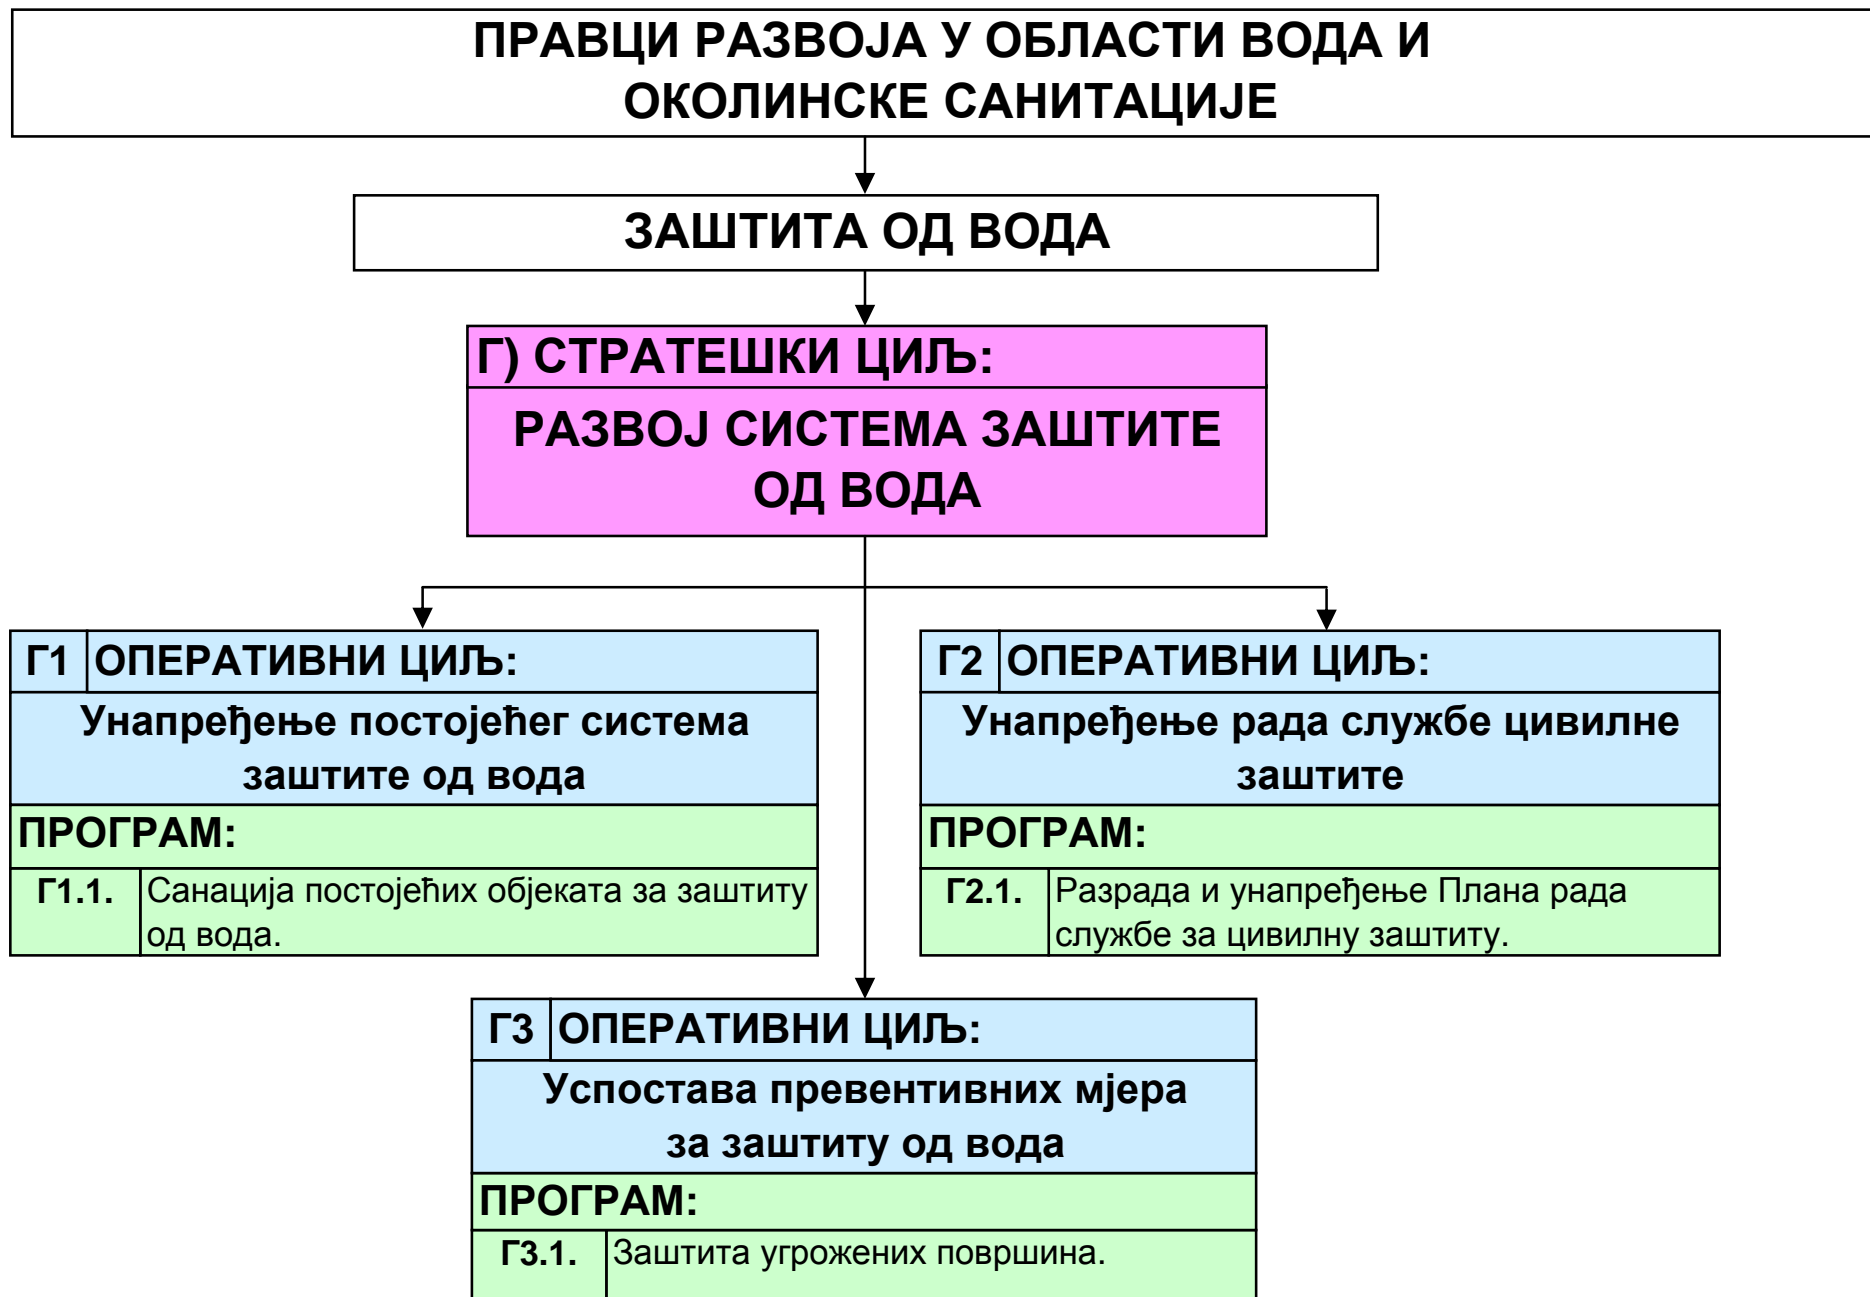 ПРАВЦИ РАЗВОЈА У ОБЛАСТИ ВОДА И
ОКОЛИНСКЕ САНИТАЦИЈЕ
ЗАШТИТА ОД ВОДА
Г) СТРАТЕШКИ ЦИЉ:
РАЗВОЈ СИСТЕМА ЗАШТИТЕ
ОД ВОДА
Г1 ОПЕРАТИВНИ ЦИЉ:
Унапређење постојећег система
заштите од вода
ПРОГРАМ:
Г1.1. Санација постојећих објеката за заштиту
од вода.
Г2 ОПЕРАТИВНИ ЦИЉ:
Унапређење рада службе цивилне
заштите
ПРОГРАМ:
Г2.1. Разрада и унапређење Плана рада
службе за цивилну заштиту.
Г3 ОПЕРАТИВНИ ЦИЉ:
Успостава превентивних мјера
за заштиту од вода
ПРОГРАМ:
Г3.1. Заштита угрожених површина.